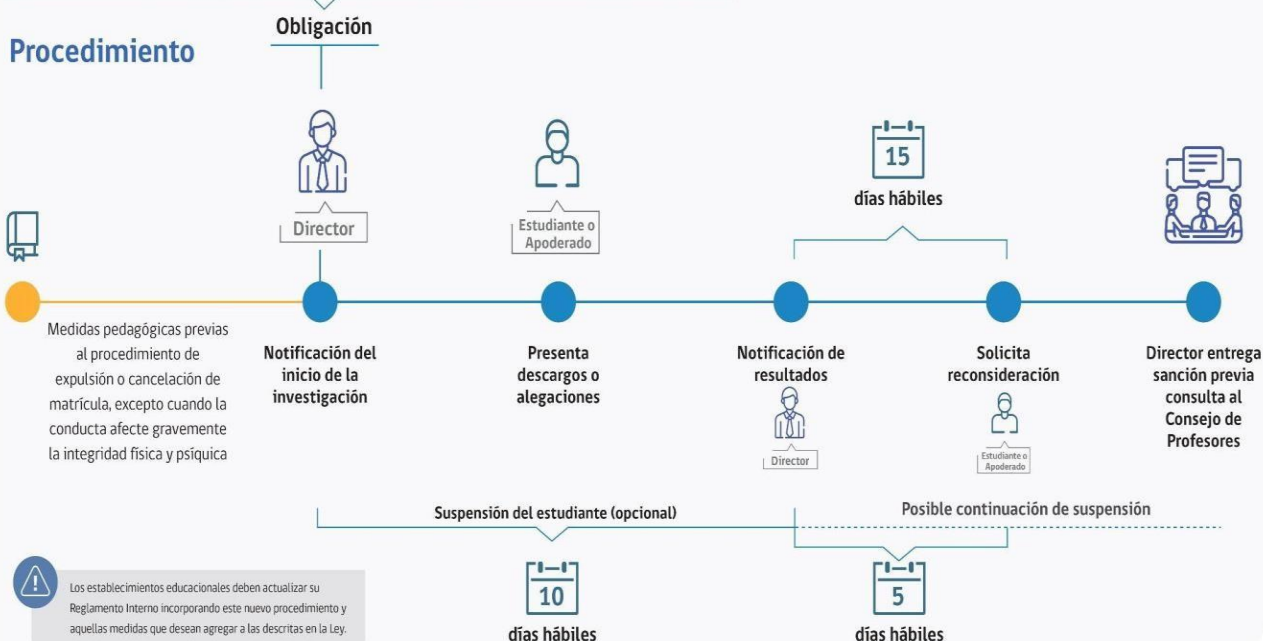 Procedimiento
Obligación
Director
Estudiante o
Apoderado
15
días hábiles
Medidas pedagógicas previas
al procedimiento de
expulsión o cancelación de
matrícula, excepto cuando la
conducta afecte gravemente
la integridad física y psíquica
Notificación del
inicio de la
investigación
Presenta
descargos o
alegaciones
Notificación de
resultados
Director
Solicita
reconsideración
Estudiante o
Apoderado
Director entrega
sanción previa
consulta al
Consejo de
Profesores
Suspensión del estudiante (opcional)
Posible continuación de suspensión
10
días hábiles
5
días hábiles
Los establecimientos educacionales deben actualizar su
Reglamento Interno incorporando este nuevo procedimiento y
aquellas medidas que desean agregar a las descritas en la Ley.